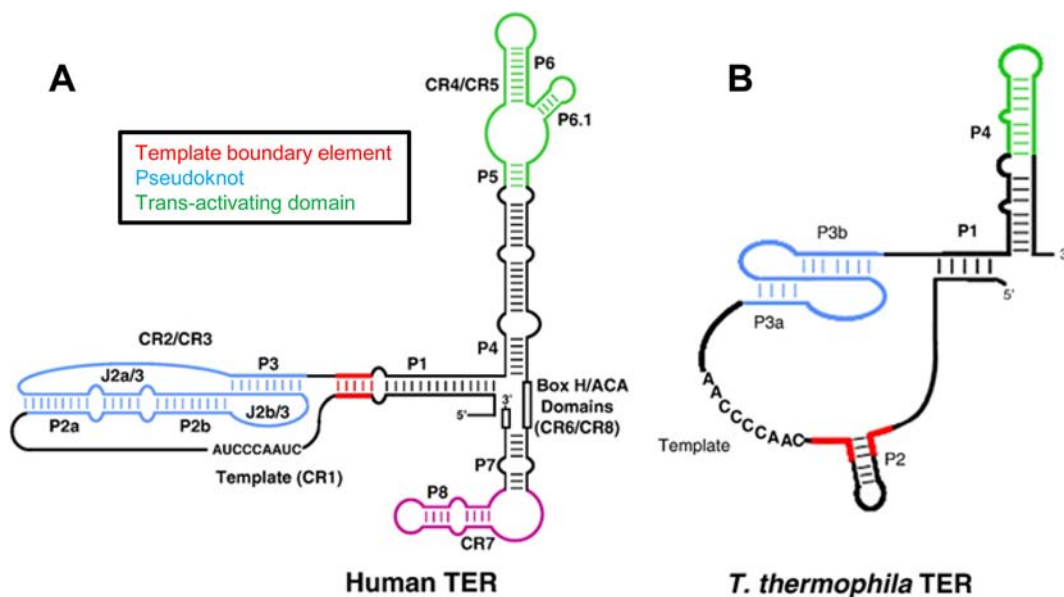 A
B
Template boundary element
Pseudoknot
Trans-activating domain
P6
CR4/CR5
P6.1
P5
CR2/CR3
P3
P1
P4
J2a/3
J2b/3
P2a
P2b
AUCCCAAUC
Template (CR1)
5'
3'
Box H/ACA
Domains
(CR6/CR8)
P7
P8
CR7
Human TER
P4
P3b
P1
5'
P3a
AACCCCAAC
Template
P2
T. thermophila TER